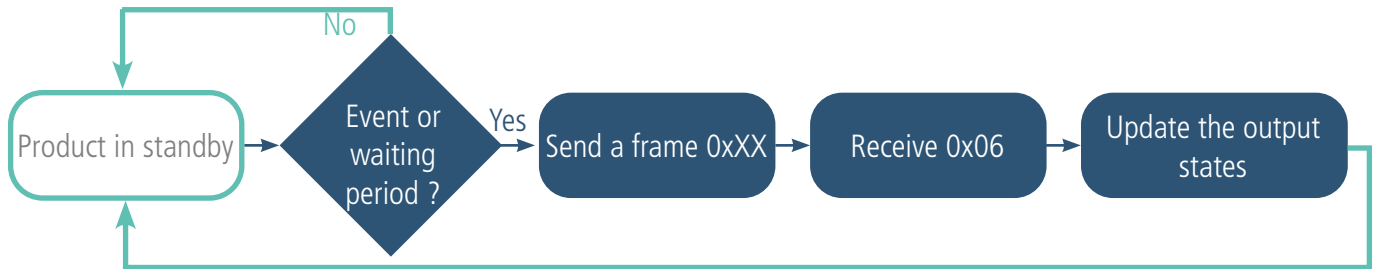 No
Product in standby
Event or
waiting
period ?
Yes
Send a frame 0xXX
Receive 0x06
Update the output
states